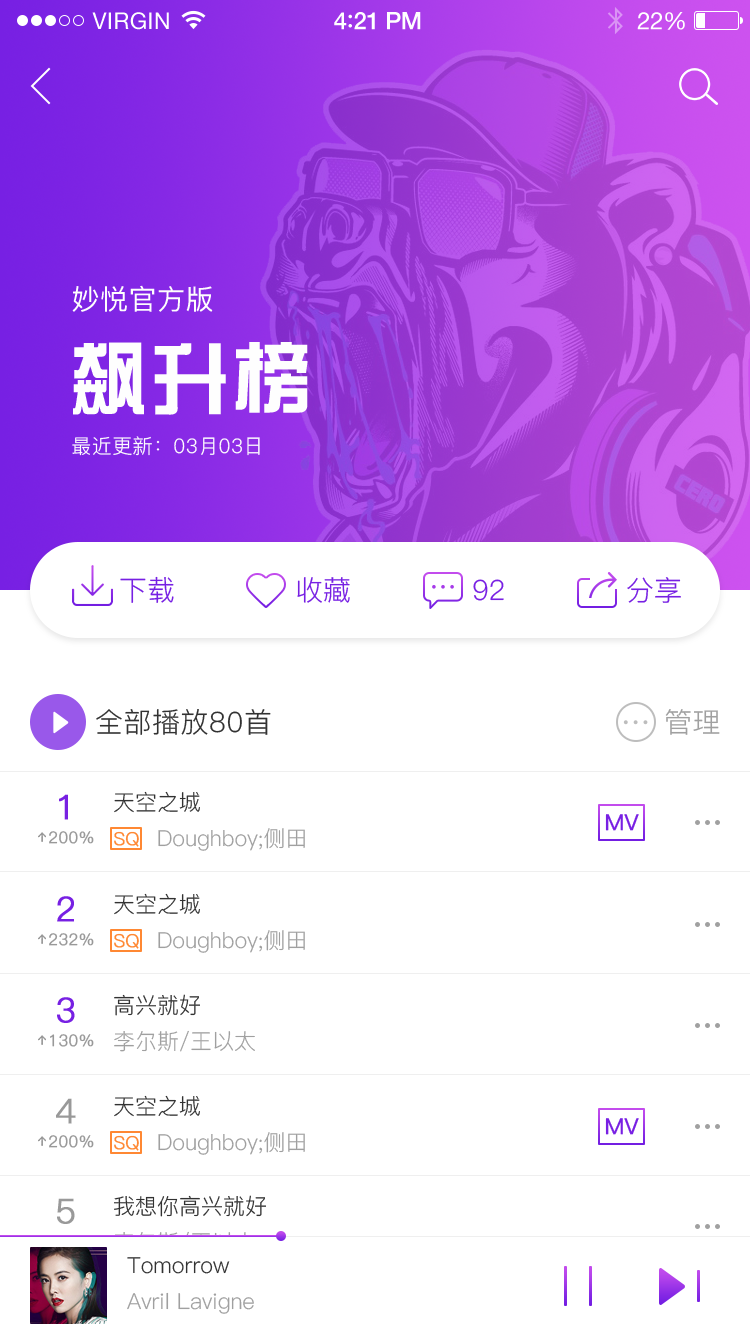 VIRGIN 4:21 PM 22%
妙悦官方版
飙升榜
最近更新：03月03日
CERO
下载 收藏 92 分享
全部播放80首 管理
1 天空之城 MV
↑200% SQ Doughboy;侧田
2 天空之城
↑232% SQ Doughboy;侧田
3 高兴就好
↑130% 李尔斯/王以太
4 天空之城 MV
↑200% SQ Doughboy;侧田
5 我想你高兴就好
Tomorrow
Avril Lavigne